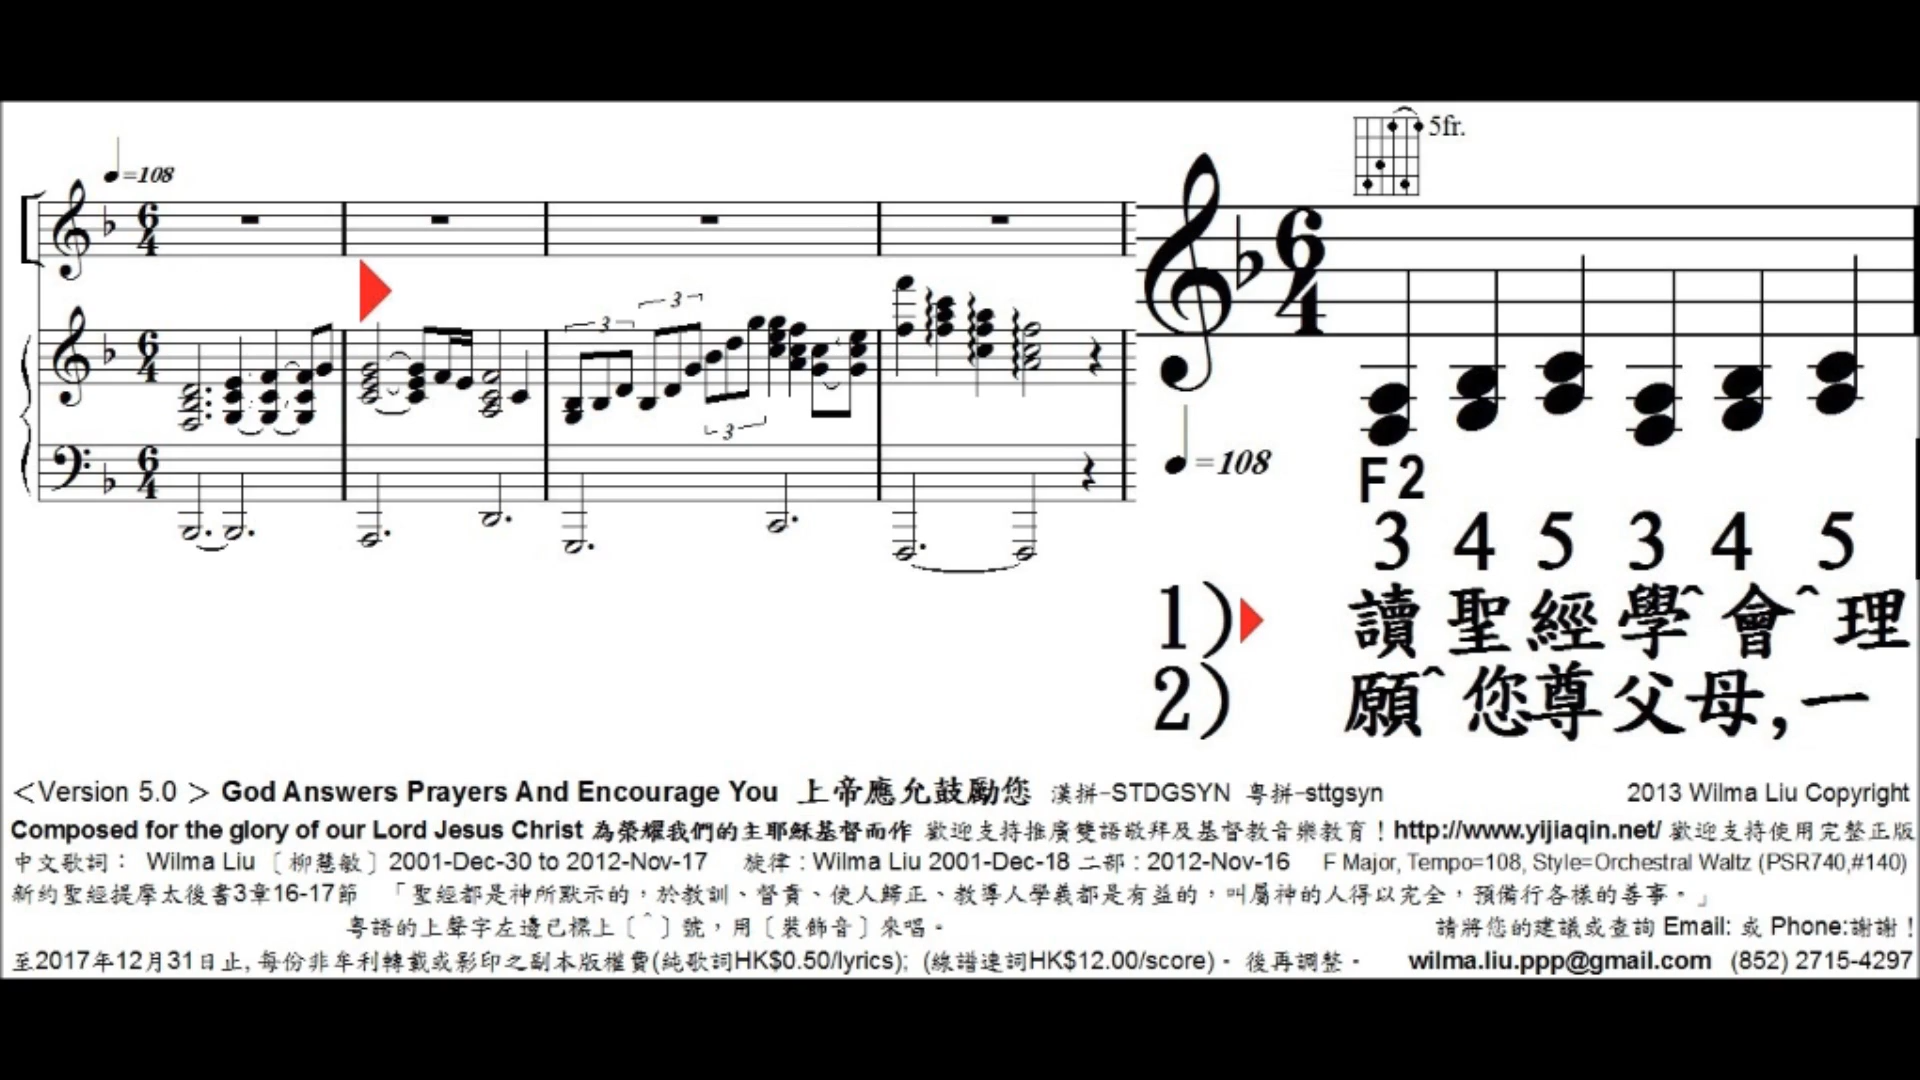 ♩=108
5fr.
6 4
6 4
6 4
6 4
3
3
3
♩=108
F2
3 4 5 3 4 5
1) 讀聖經學^會^理
2) 願^您尊父母,一
<Version 5.0 > God Answers Prayers And Encourage You 上帝應允鼓勵您 漢拼-STDGSYN 粵拼-sttgsyn 2013 Wilma Liu Copyright
Composed for the glory of our Lord Jesus Christ 為榮耀我們的主耶穌基督而作 歡迎支持推廣雙語敬拜及基督教音樂教育！http://www.yijiaqin.net/ 歡迎支持使用完整正版
中文歌詞： Wilma Liu〔柳慧敏〕2001-Dec-30 to 2012-Nov-17 旋律 : Wilma Liu 2001-Dec-18 二部 : 2012-Nov-16 F Major, Tempo=108, Style=Orchestral Waltz (PSR740,#140)
新約聖經提摩太後書3章16-17節 「聖經都是神所默示的，於教訓、督責、使人歸正、教導人學義都是有益的，叫屬神的人得以完全，預備行各樣的善事。」
粵語的上聲字左邊已標上〔^〕號，用〔裝飾音〕來唱。 請將您的建議或查詢 Email: 或 Phone:謝謝！
至2017年12月31日止, 每份非牟利轉載或影印之副本版權費(純歌詞HK$0.50/lyrics); (線譜連詞HK$12.00/score)。後再調整。 wilma.liu.ppp@gmail.com (852) 2715-4297